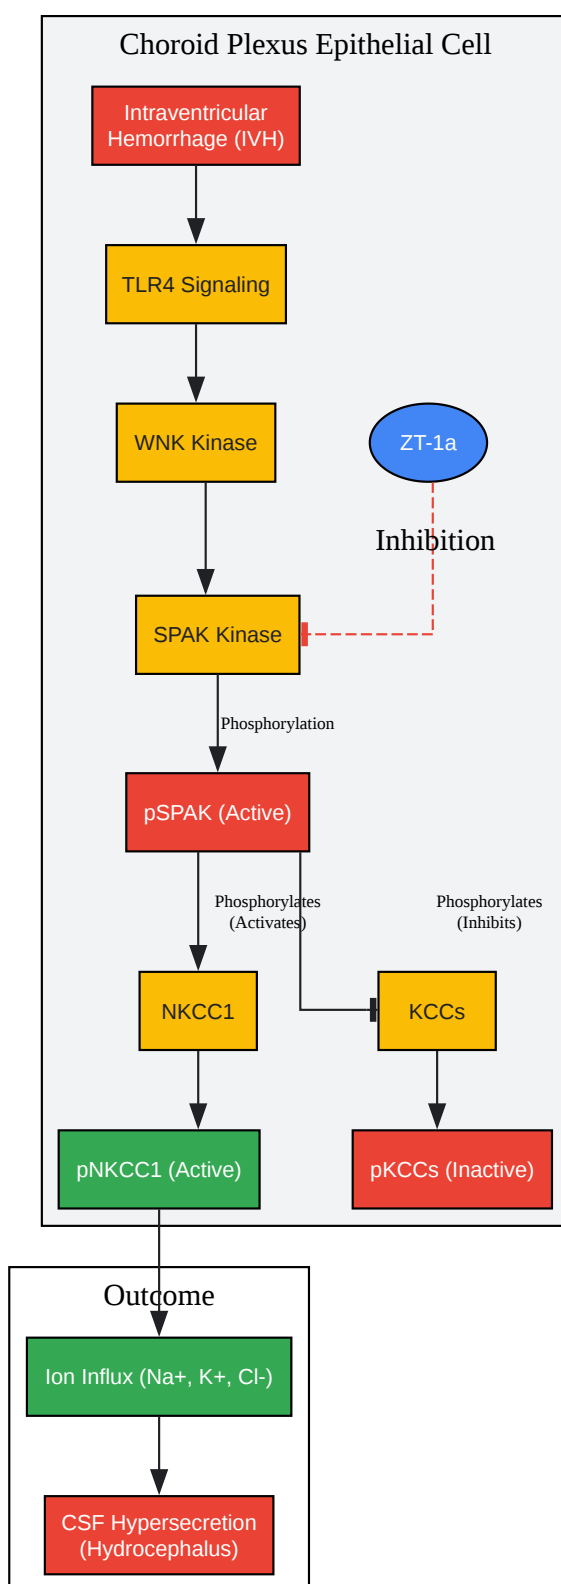 Choroid Plexus Epithelial Cell
Intraventricular
Hemorrhage (IVH)
TLR4 Signaling
WNK Kinase
ZT-1a
Inhibition
SPAK Kinase
Phosphorylation
pSPAK (Active)
Phosphorylates
(Activates)
Phosphorylates
(Inhibits)
NKCC1
KCCs
pNKCC1 (Active)
pKCCs (Inactive)
Outcome
Ion Influx (Na+, K+, Cl-)
CSF Hypersecretion
(Hydrocephalus)